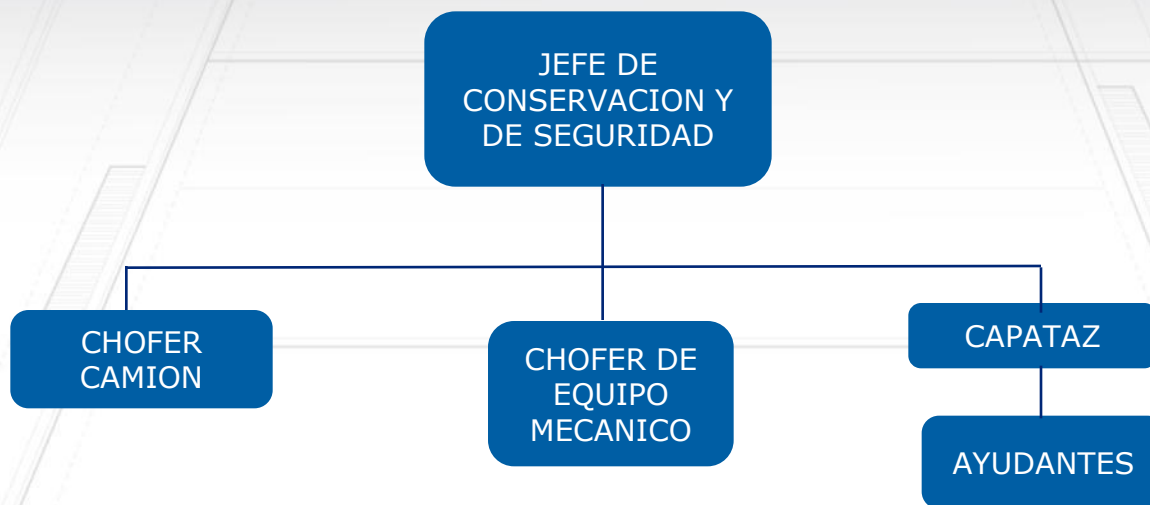 JEFE DE
CONSERVACION Y
DE SEGURIDAD
CHOFER
CAMION
CHOFER DE
EQUIPO
MECANICO
CAPATAZ
AYUDANTES